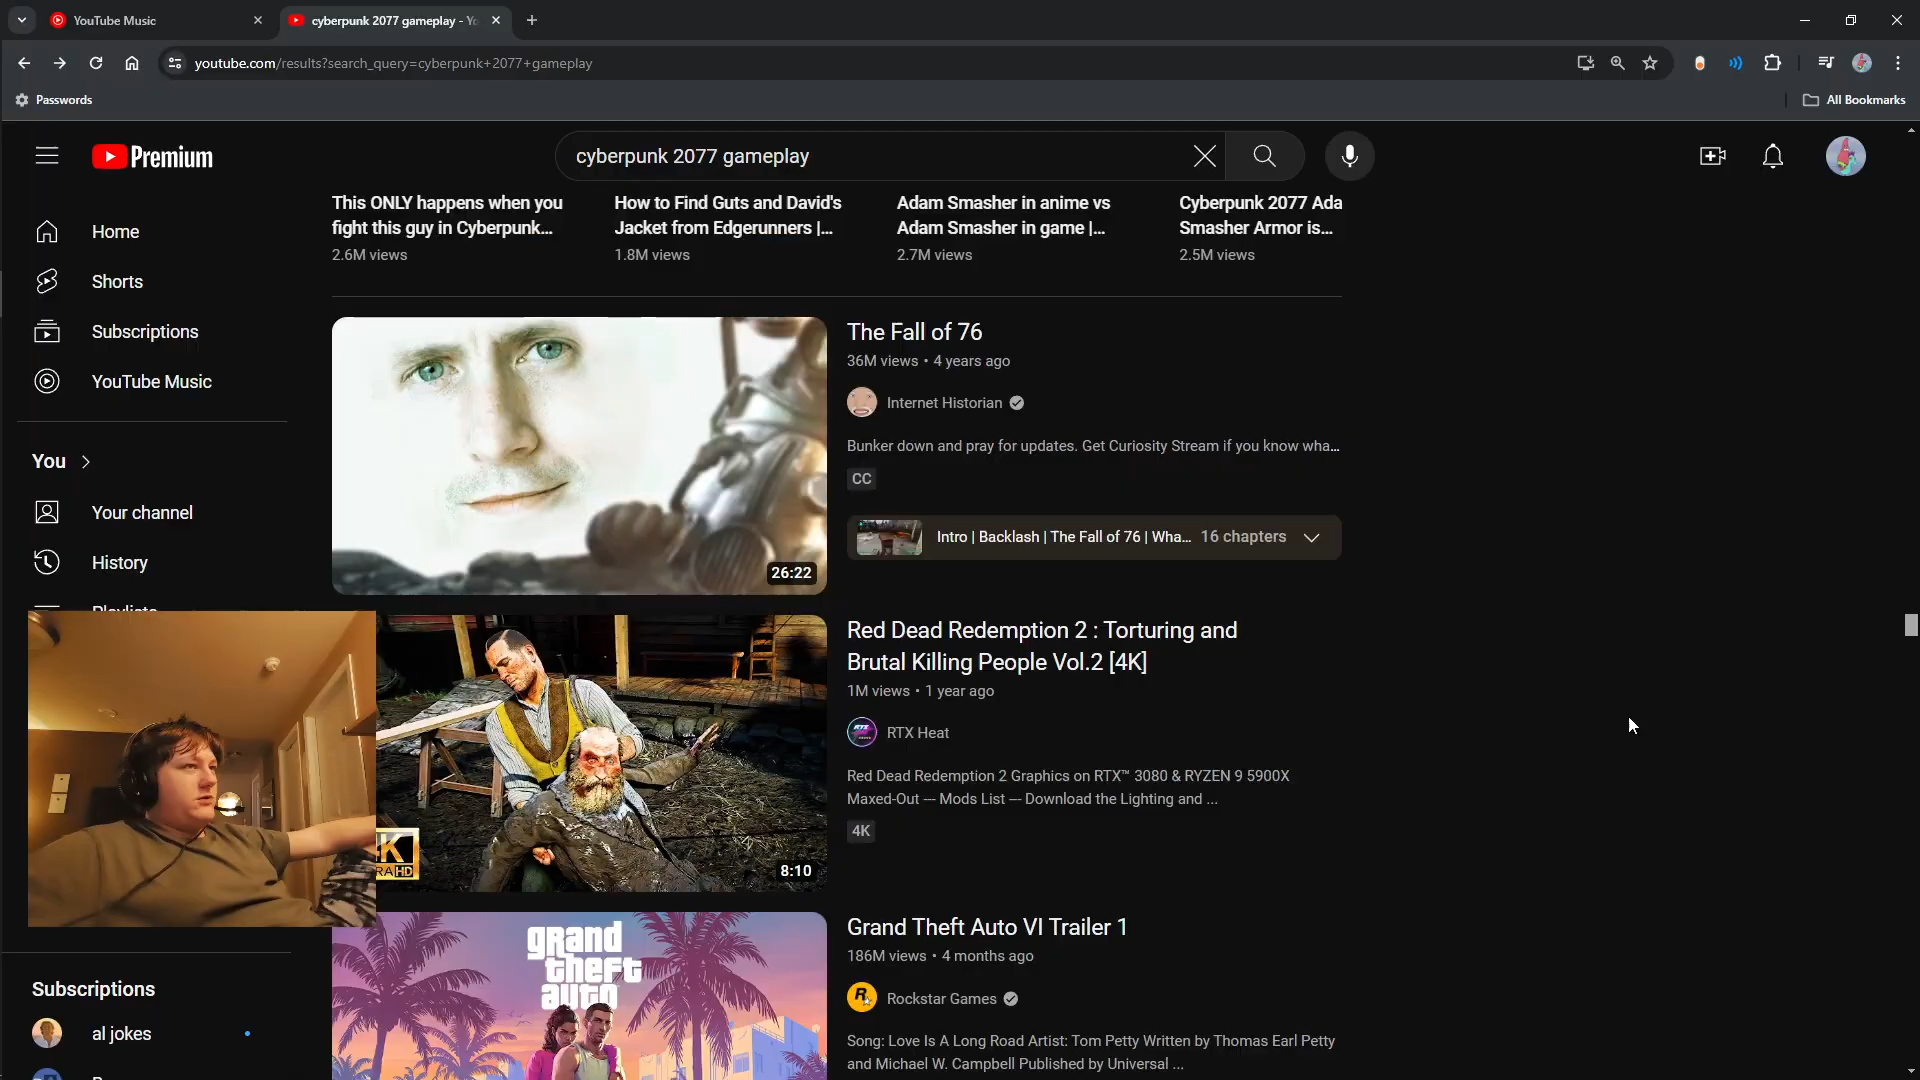 YouTube Music
cyberpunk 2077 gameplay - Yo
youtube.com/results?search_query=cyberpunk+2077+gameplay
Passwords
All Bookmarks
Premium
cyberpunk 2077 gameplay
Home
Shorts
Subscriptions
YouTube Music
You
Your channel
History
Playlists
Subscriptions
al jokes
This ONLY happens when you
fight this guy in Cyberpunk...
2.6M views
How to Find Guts and David's
Jacket from Edgerunners |...
1.8M views
Adam Smasher in anime vs
Adam Smasher in game |...
2.7M views
Cyberpunk 2077 Ada
Smasher Armor is...
2.5M views
26:22
The Fall of 76
36M views • 4 years ago
Internet Historian
Bunker down and pray for updates. Get Curiosity Stream if you know wha...
CC
Intro | Backlash | The Fall of 76 | Wha... 16 chapters
K
RA HD
8:10
Red Dead Redemption 2 : Torturing and
Brutal Killing People Vol.2 [4K]
1M views • 1 year ago
RTX Heat
Red Dead Redemption 2 Graphics on RTX™ 3080 & RYZEN 9 5900X
Maxed-Out --- Mods List --- Download the Lighting and ...
4K
grand
theft
auto
Grand Theft Auto VI Trailer 1
186M views • 4 months ago
Rockstar Games
Song: Love Is A Long Road Artist: Tom Petty Written by Thomas Earl Petty
and Michael W. Campbell Published by Universal ...